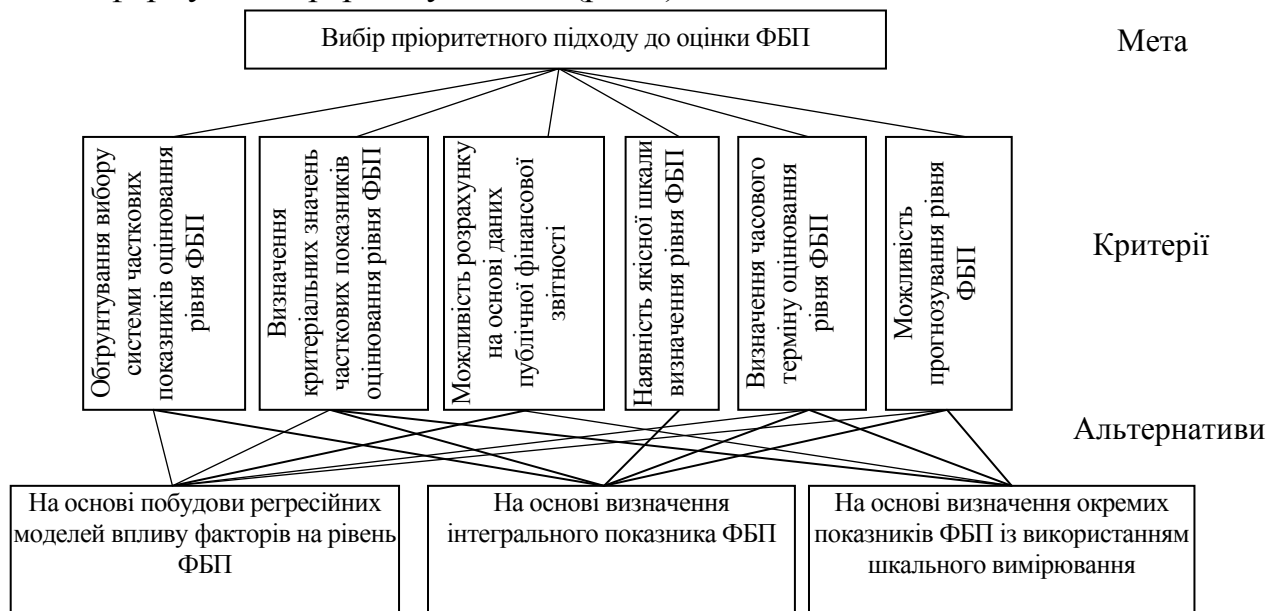 Вибір пріоритетного підходу до оцінки ФБП
Мета
Обґрунтування вибору
системи часткових
показників оцінювання
рівня ФБП
Визначення
критеріальних значень
часткових показників
оцінювання рівня ФБП
Можливість розрахунку
на основі даних
публічної фінансової
звітності
Наявність якісної шкали
визначення рівня ФБП
Визначення часового
терміну оцінювання
рівня ФБП
Можливість
прогнозування рівня
ФБП
Критерії
Альтернативи
На основі побудови регресійних
моделей впливу факторів на рівень
ФБП
На основі визначення
інтегрального показника ФБП
На основі визначення окремих
показників ФБП із використанням
шкального вимірювання